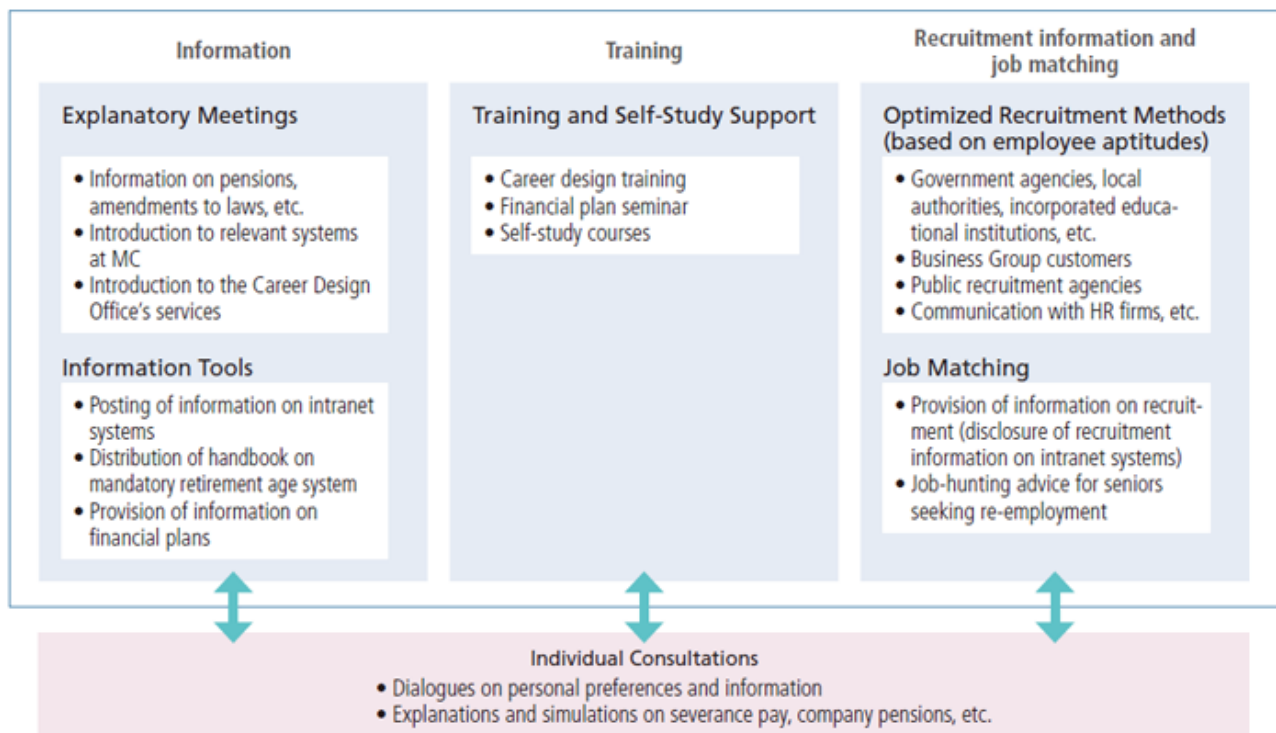 Information
Explanatory Meetings
• Information on pensions,
amendments to laws, etc.
• Introduction to relevant systems
at MC
• Introduction to the Career Design
Office's services
Information Tools
• Posting of information on intranet
systems
• Distribution of handbook on
mandatory retirement age system
• Provision of information on
financial plans
Training
Training and Self-Study Support
• Career design training
• Financial plan seminar
• Self-study courses
Recruitment information and
job matching
Optimized Recruitment Methods
(based on employee aptitudes)
• Government agencies, local
authorities, incorporated educa-
tional institutions, etc.
• Business Group customers
• Public recruitment agencies
• Communication with HR firms, etc.
Job Matching
• Provision of information on recruit-
ment (disclosure of recruitment
information on intranet systems)
• Job-hunting advice for seniors
seeking re-employment
Individual Consultations
• Dialogues on personal preferences and information
• Explanations and simulations on severance pay, company pensions, etc.